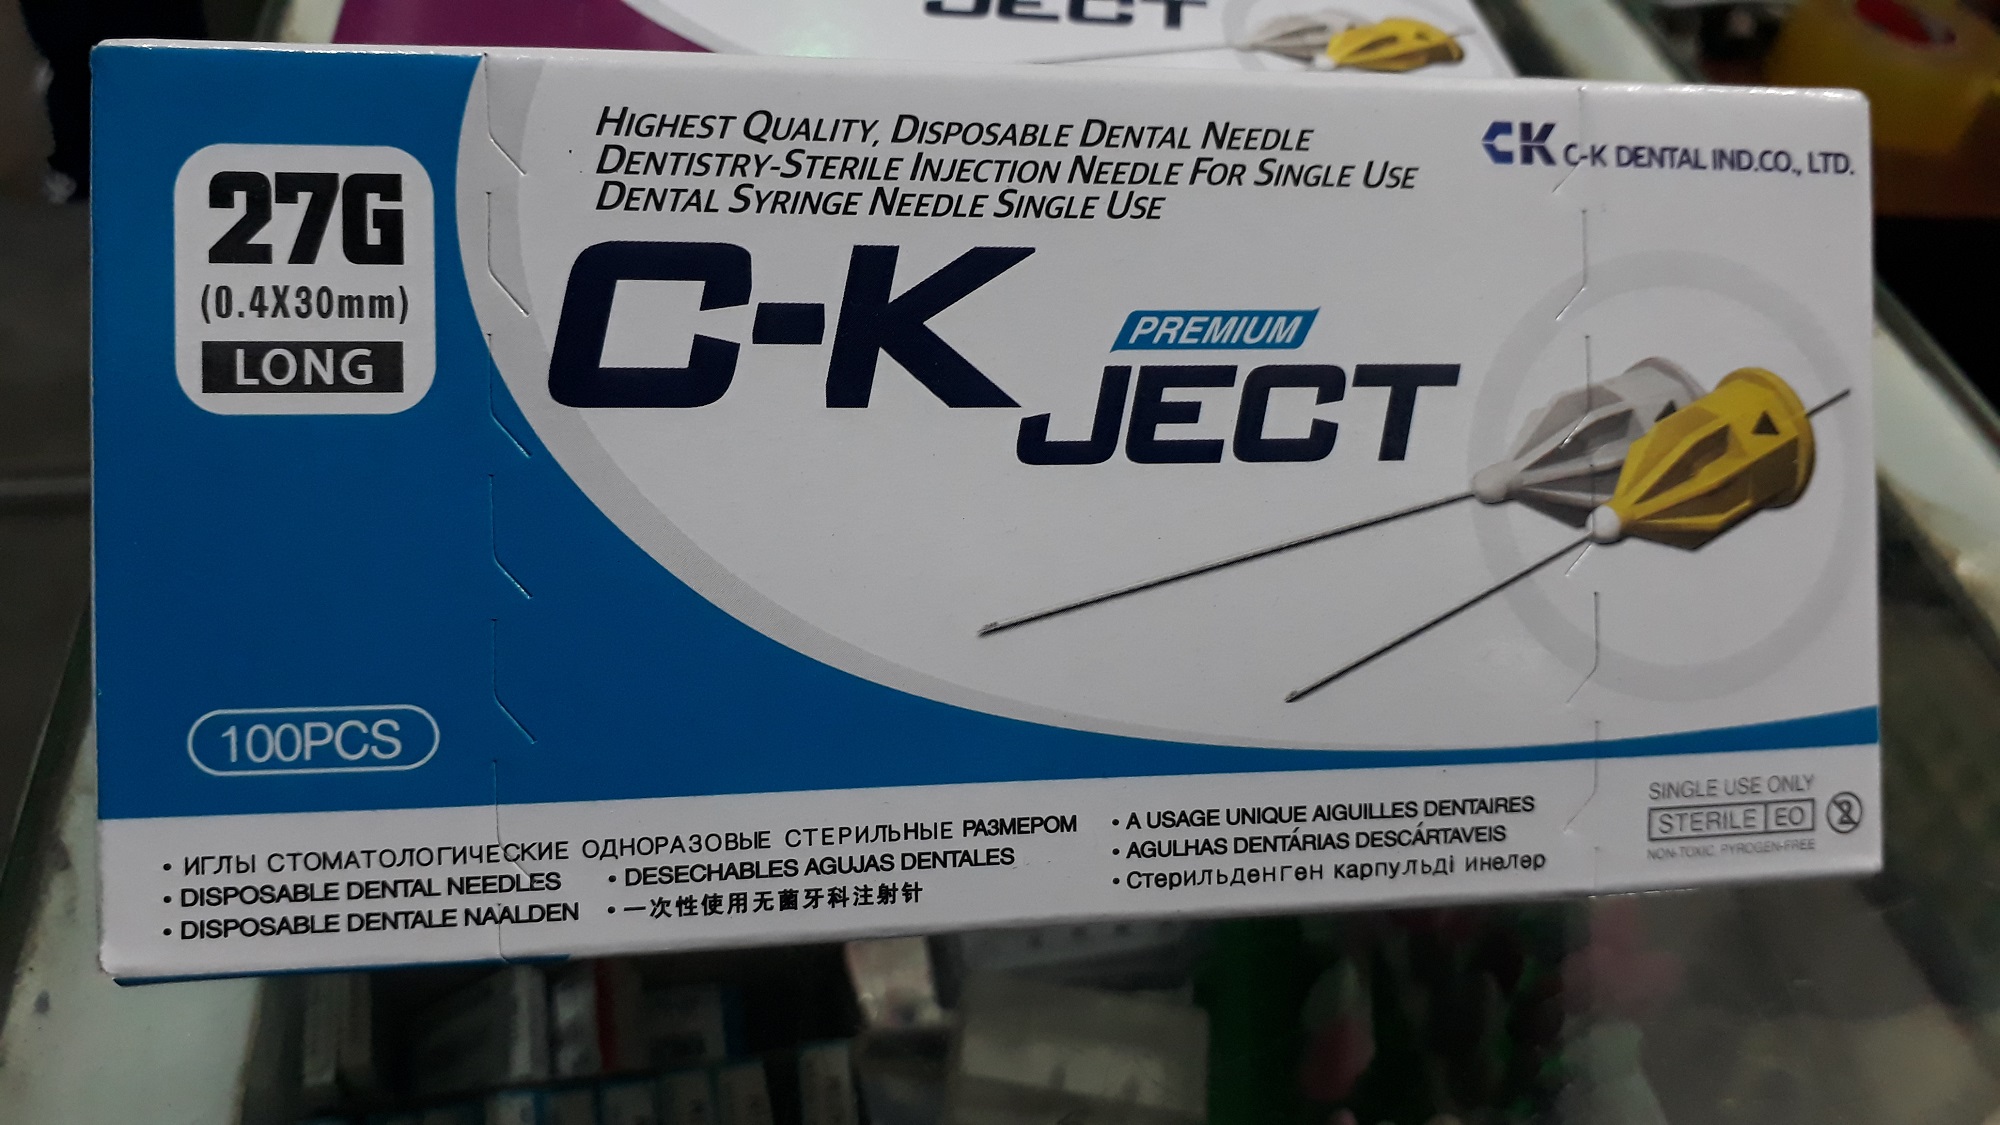 JECT
HIGHEST QUALITY, DISPOSABLE DENTAL NEEDLE
DENTISTRY-STERILE INJECTION NEEDLE FOR SINGLE USE
DENTAL SYRINGE NEEDLE SINGLE USE
CK C-K DENTAL IND.CO., LTD.
27G
(0.4X30mm)
LONG
C-K
PREMIUM
JECT
100PCS
• ИГЛЫ СТОМАТОЛОГИЧЕСКИЕ ОДНОРАЗОВЫЕ СТЕРИЛЬНЫЕ РАЗМЕРОМ
• DISPOSABLE DENTAL NEEDLES
• DISPOSABLE DENTALE NAALDEN
• DESECHABLES AGUJAS DENTALES
• 一次性使用无菌牙科注射针
• A USAGE UNIQUE AIGUILLES DENTAIRES
• AGULHAS DENTÁRIAS DESCÁRTAVEIS
• Стерильденген карпульді инелер
SINGLE USE ONLY
STERILE EO
2
NON-TOXIC. PYROGEN-FREE